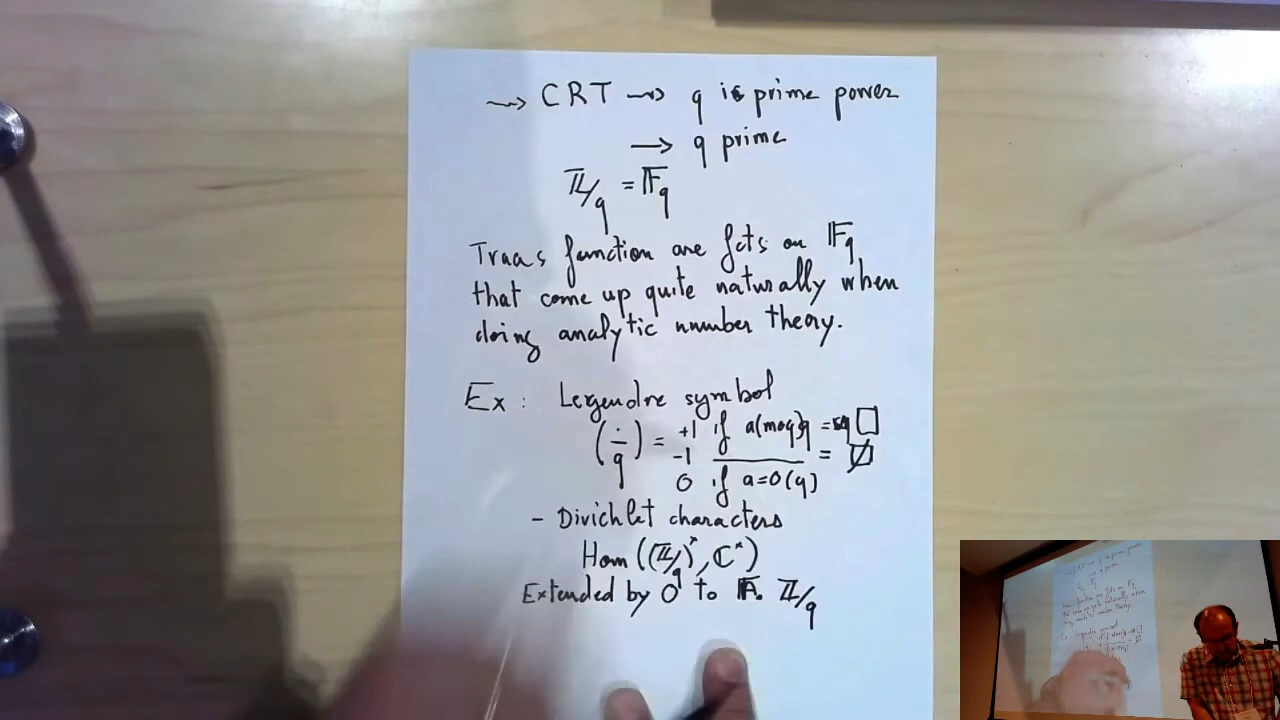 ⇝ CRT ⇝ q is prime power
→ q prime
ℤ/q = 𝔽q
Traas function are fcts on 𝔽q
that come up quite naturally when
doing analytic number theory.
Ex : Legendre symbol
(·/q) = +1 if a(mod q) = □
-1 ——— = ⍁
0 if a=0(q)
- Dirichlet characters
Hom((ℤ/q)^×, ℂ^×)
Extended by 0 to ℤ/q